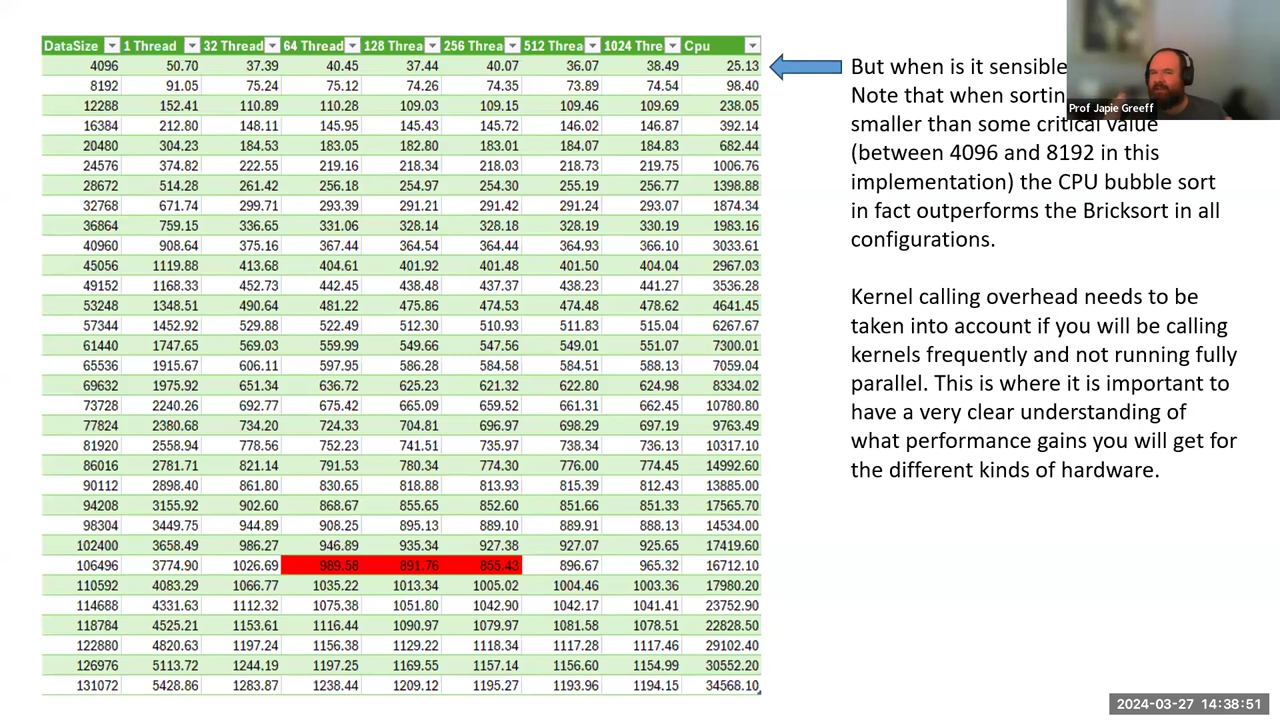 DataSize 1 Thread 32 Thread 64 Thread 128 Threa 256 Threa 512 Threa 1024 Thre Cpu
4096 50.70 37.39 40.45 37.44 40.07 36.07 38.49 25.13
8192 91.05 75.24 75.12 74.26 74.35 73.89 74.54 98.40
12288 152.41 110.89 110.28 109.03 109.15 109.46 109.69 238.05
16384 212.80 148.11 145.95 145.43 145.72 146.02 146.87 392.14
20480 304.23 184.53 183.05 182.80 183.01 184.07 184.83 682.44
24576 374.82 222.55 219.16 218.34 218.03 218.73 219.75 1006.76
28672 514.28 261.42 256.18 254.97 254.30 255.19 256.77 1398.88
32768 671.74 299.71 293.39 291.21 291.42 291.24 293.07 1874.34
36864 759.15 336.65 331.06 328.14 328.18 328.19 330.19 1983.16
40960 908.64 375.16 367.44 364.54 364.44 364.93 366.10 3033.61
45056 1119.88 413.68 404.61 401.92 401.48 401.50 404.04 2967.03
49152 1168.33 452.73 442.45 438.48 437.37 438.23 441.27 3536.28
53248 1348.51 490.64 481.22 475.86 474.53 474.48 478.62 4641.45
57344 1452.92 529.88 522.49 512.30 510.93 511.83 515.04 6267.67
61440 1747.65 569.03 559.99 549.66 547.56 549.01 551.07 7300.01
65536 1915.67 606.11 597.95 586.28 584.58 584.51 588.13 7059.04
69632 1975.92 651.34 636.72 625.23 621.32 622.80 624.98 8334.02
73728 2240.26 692.77 675.42 665.09 659.52 661.31 662.45 10780.80
77824 2380.68 734.20 724.33 704.81 696.97 698.29 697.19 9763.49
81920 2558.94 778.56 752.23 741.51 735.97 738.34 736.13 10317.10
86016 2781.71 821.14 791.53 780.34 774.30 776.00 774.45 14992.60
90112 2898.40 861.80 830.65 818.88 813.93 815.39 812.43 13885.00
94208 3155.92 902.60 868.67 855.65 852.60 851.66 851.33 17565.70
98304 3449.75 944.89 908.25 895.13 889.10 889.91 888.13 14534.00
102400 3658.49 986.27 946.89 935.34 927.38 927.07 925.65 17419.60
106496 3774.90 1026.69 989.58 891.76 855.43 896.67 965.32 16712.10
110592 4083.29 1066.77 1035.22 1013.34 1005.02 1004.46 1003.36 17980.20
114688 4331.63 1112.32 1075.38 1051.80 1042.90 1042.17 1041.41 23752.90
118784 4525.21 1153.61 1116.44 1090.97 1079.97 1081.58 1078.51 22828.50
122880 4820.63 1197.24 1156.38 1129.22 1118.34 1117.28 1117.46 29102.40
126976 5113.72 1244.19 1197.25 1169.55 1157.14 1156.60 1154.99 30552.20
131072 5428.86 1283.87 1238.44 1209.12 1195.27 1193.96 1194.15 34568.10
But when is it sensible
Note that when sortin
smaller than some critical value
(between 4096 and 8192 in this
implementation) the CPU bubble sort
in fact outperforms the Bricksort in all
configurations.
Kernel calling overhead needs to be
taken into account if you will be calling
kernels frequently and not running fully
parallel. This is where it is important to
have a very clear understanding of
what performance gains you will get for
the different kinds of hardware.
Prof Japie Greeff
2024-03-27 14:38:51